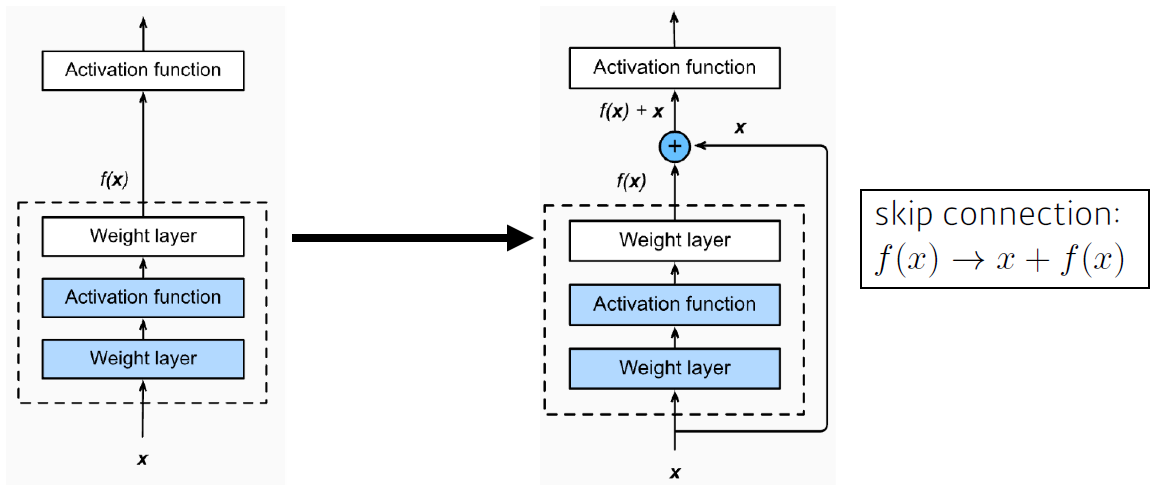 Activation function
f(x)
Weight layer
Activation function
Weight layer
x
Activation function
f(x) + x
x
+
f(x)
Weight layer
Activation function
Weight layer
x
skip connection:
f(x) → x + f(x)